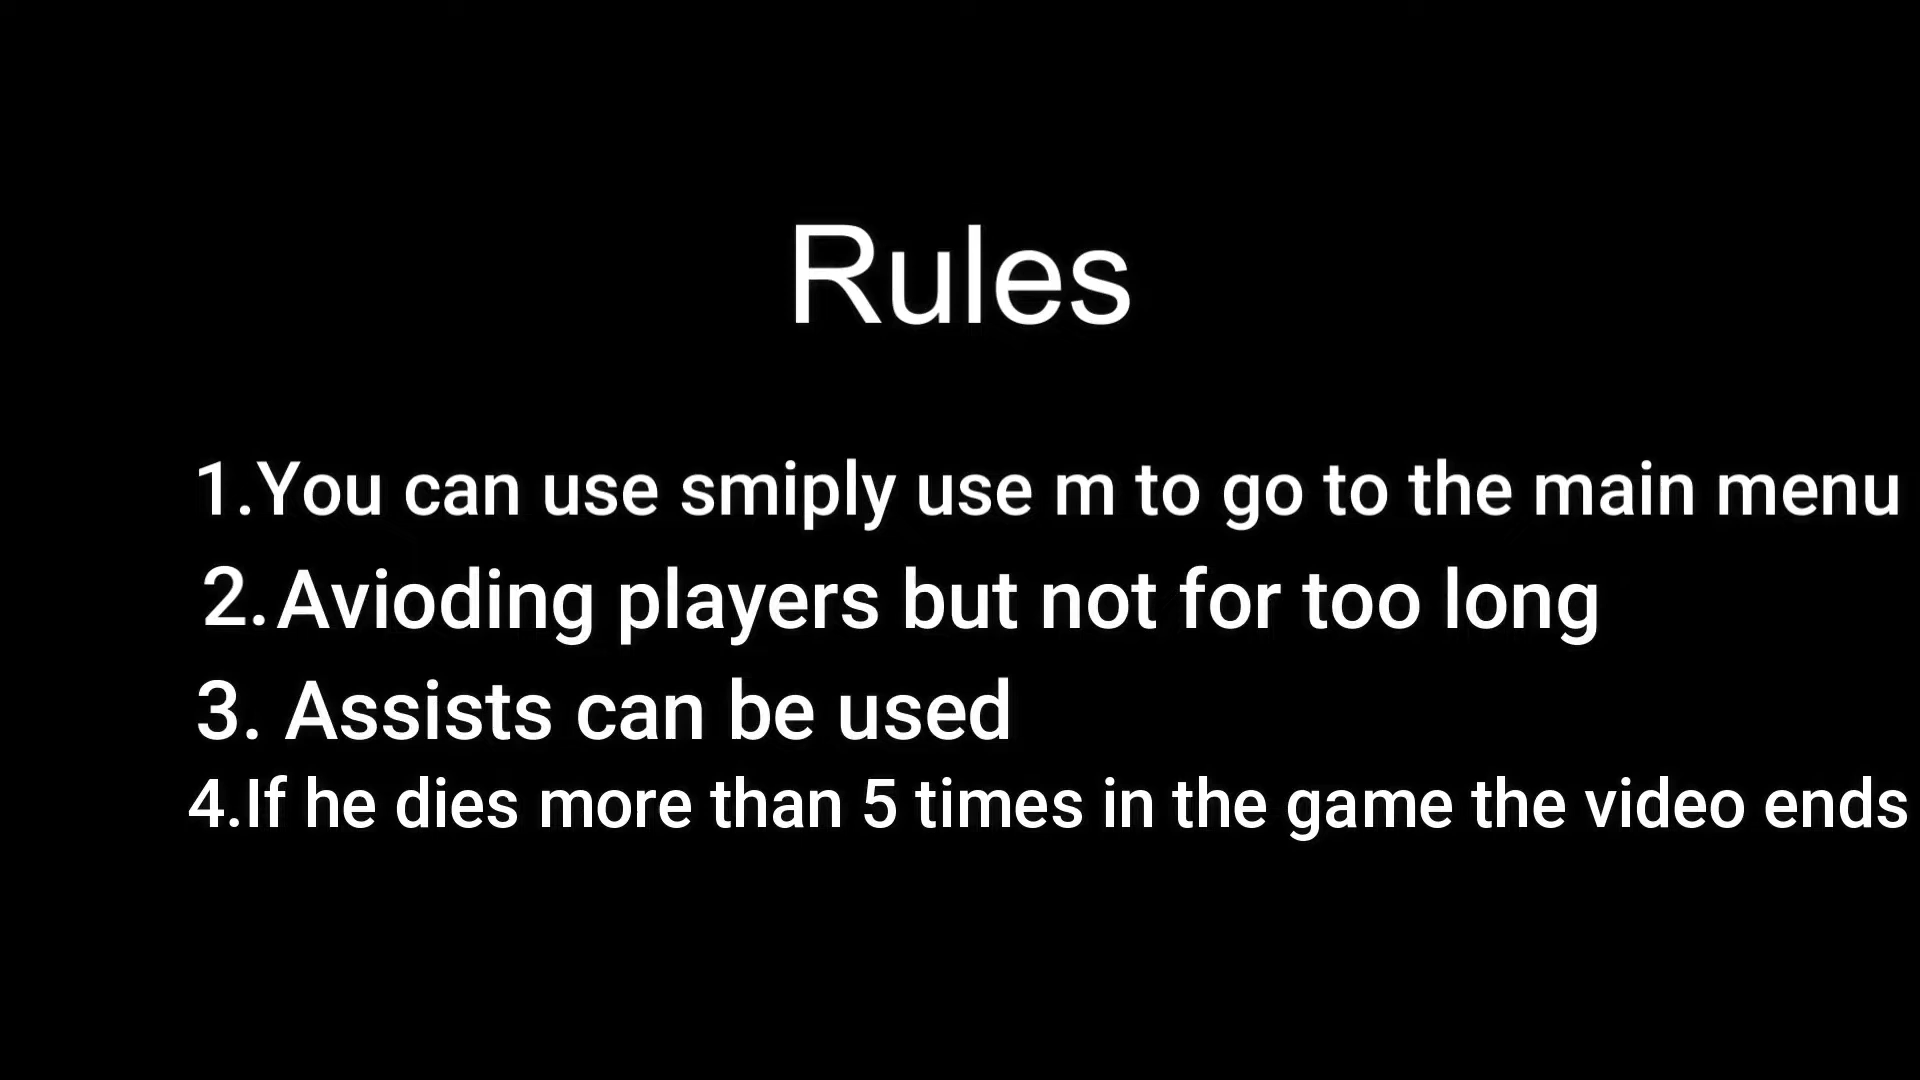 Rules
1.You can use smiply use m to go to the main menu
2.Avioding players but not for too long
3. Assists can be used
4.If he dies more than 5 times in the game the video ends